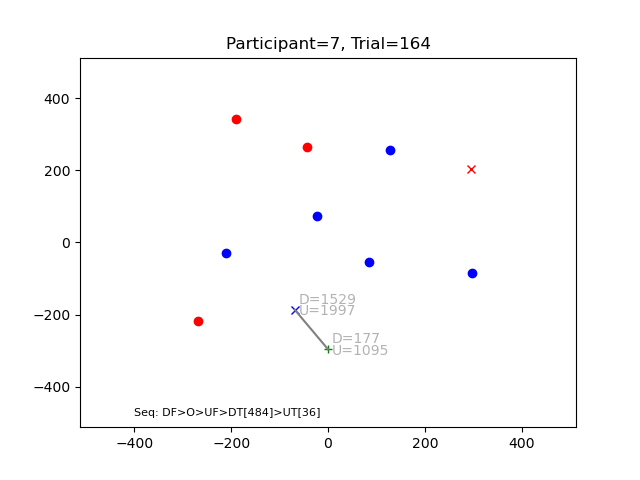 Participant=7, Trial=164
400
200
0
−200
−400
D=1529
U=1997
D=177
U=1095
Seq: DF>O>UF>DT[484]>UT[36]
−400
−200
0
200
400